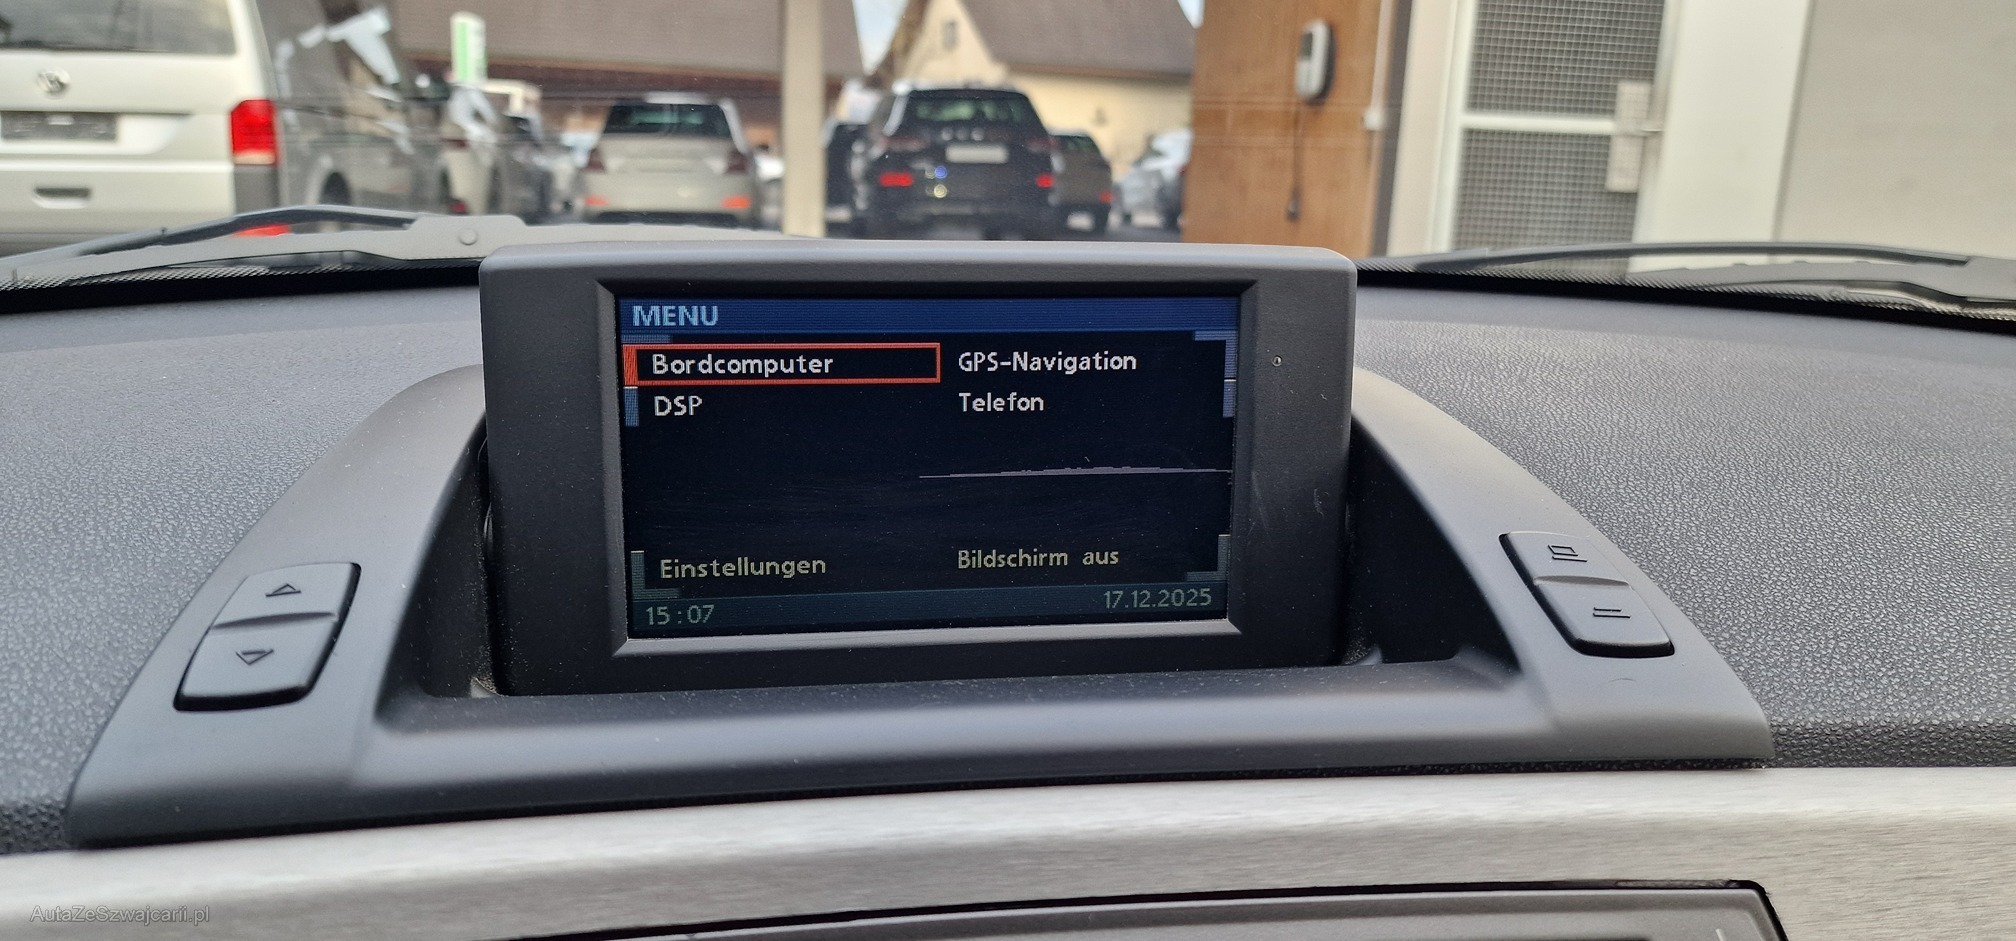 MENU
Bordcomputer GPS-Navigation
DSP Telefon
Einstellungen Bildschirm aus
15:07 17.12.2025
AutaZeSzwajcarii.pl